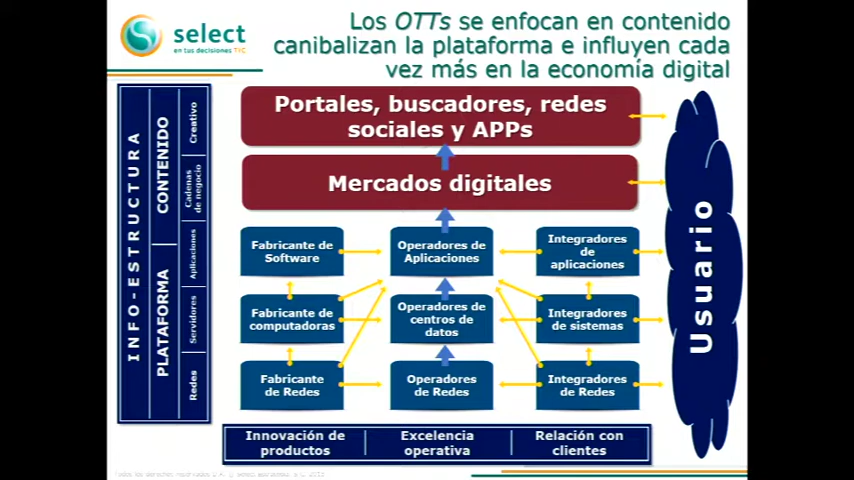 select
en tus decisiones TIC
Los OTTs se enfocan en contenido
canibalizan la plataforma e influyen cada
vez más en la economía digital
INFO-ESTRUCTURA
CONTENIDO
PLATAFORMA
Creativo
Cadenas
de negocio
Aplicaciones
Servidores
Redes
Portales, buscadores, redes
sociales y APPs
Mercados digitales
Fabricante de
Software
Operadores de
Aplicaciones
Integradores
de
aplicaciones
Fabricante de
computadoras
Operadores de
centros de
datos
Integradores
de sistemas
Fabricante
de Redes
Operadores
de Redes
Integradores
de Redes
Usuario
Innovación de
productos
Excelencia
operativa
Relación con
clientes
Todos los derechos reservados